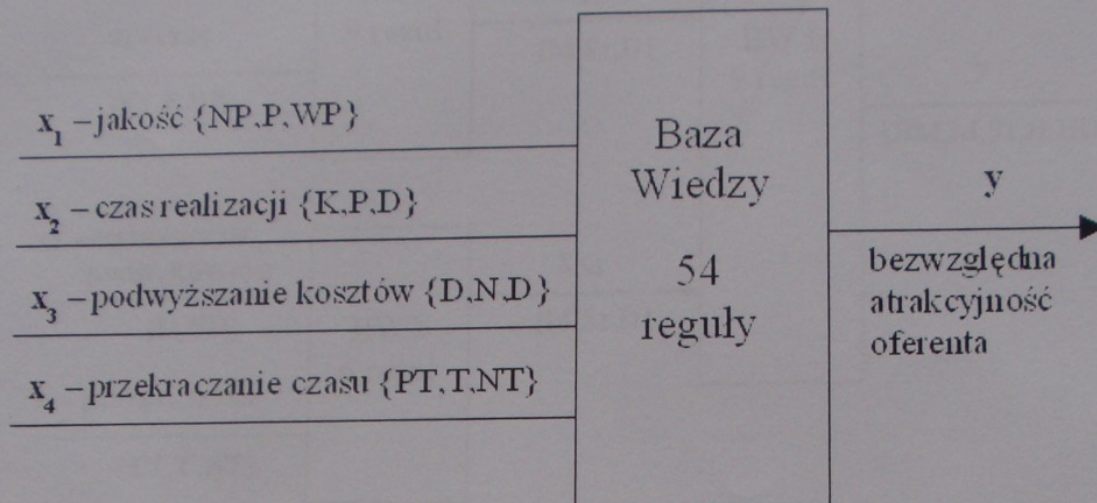 x1 – jakość {NP,P,WP}
x2 – czas realizacji {K,P,D}
x3 – podwyższanie kosztów {D,N,D}
x4 – przekraczanie czasu {PT,T,NT}
Baza
Wiedzy
54
reguły
y
bezwzględna
atrakcyjność
oferenta